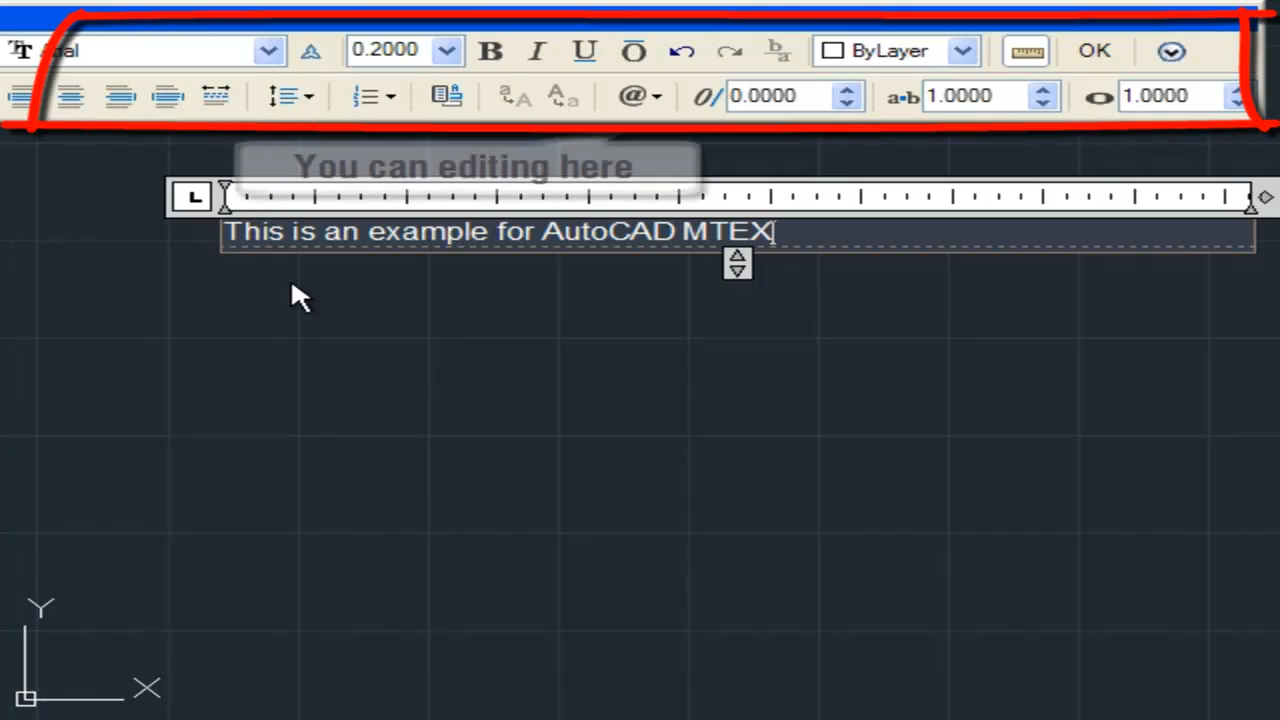 0.2000 B I U O ByLayer OK
@ 0/ 0.0000 a•b 1.0000 1.0000
You can editing here
L
This is an example for AutoCAD MTEX
Y
X